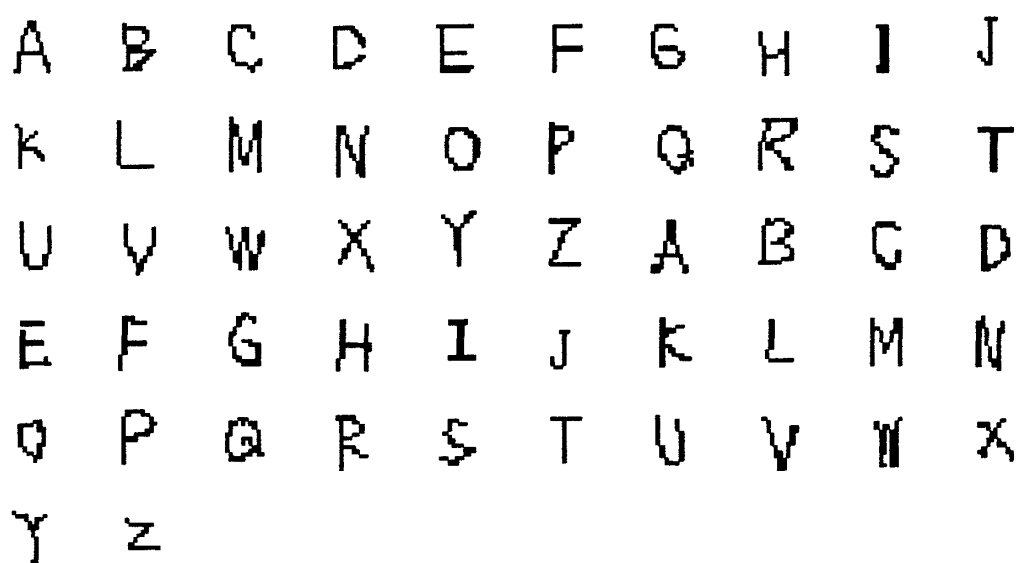 A B C D E F G H I J
K L M N O P Q R S T
U V W X Y Z A B C D
E F G H I J K L M N
O P Q R S T U V W X
Y Z